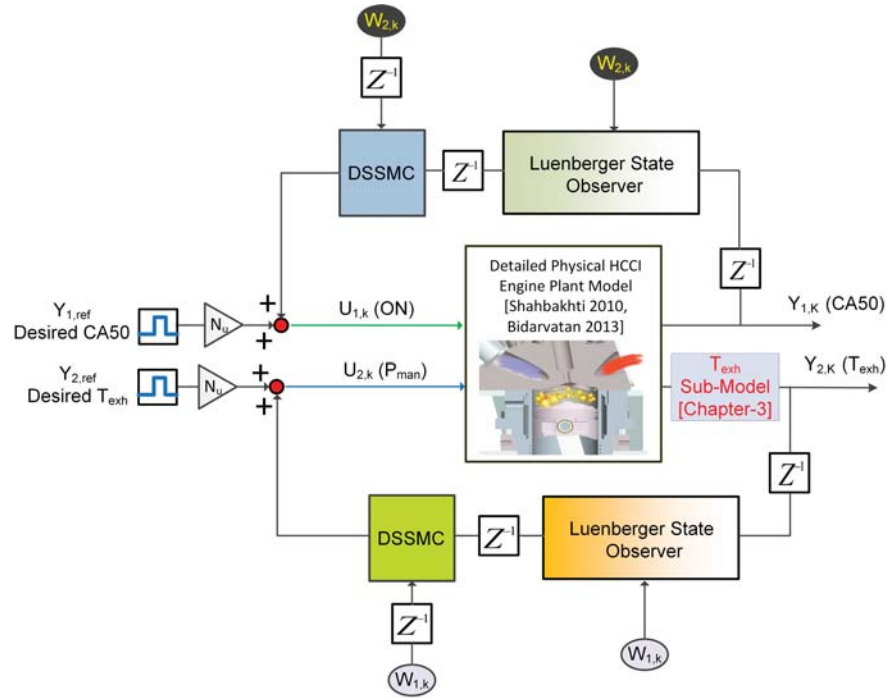 W2,k
Z-1
W2,k
DSSMC
Z-1
Luenberger State
Observer
Z-1
Detailed Physical HCCI
Engine Plant Model
[Shahbakhti 2010,
Bidarvatan 2013]
Y1,ref
Desired CA50
Nu
+
+
U1,k (ON)
Y1,K (CA50)
Y2,ref
Desired Texh
Nu
+
+
U2,k (Pman)
Texh
Sub-Model
[Chapter-3]
Y2,K (Texh)
Z-1
DSSMC
Z-1
Luenberger State
Observer
Z-1
W1,k
W1,k